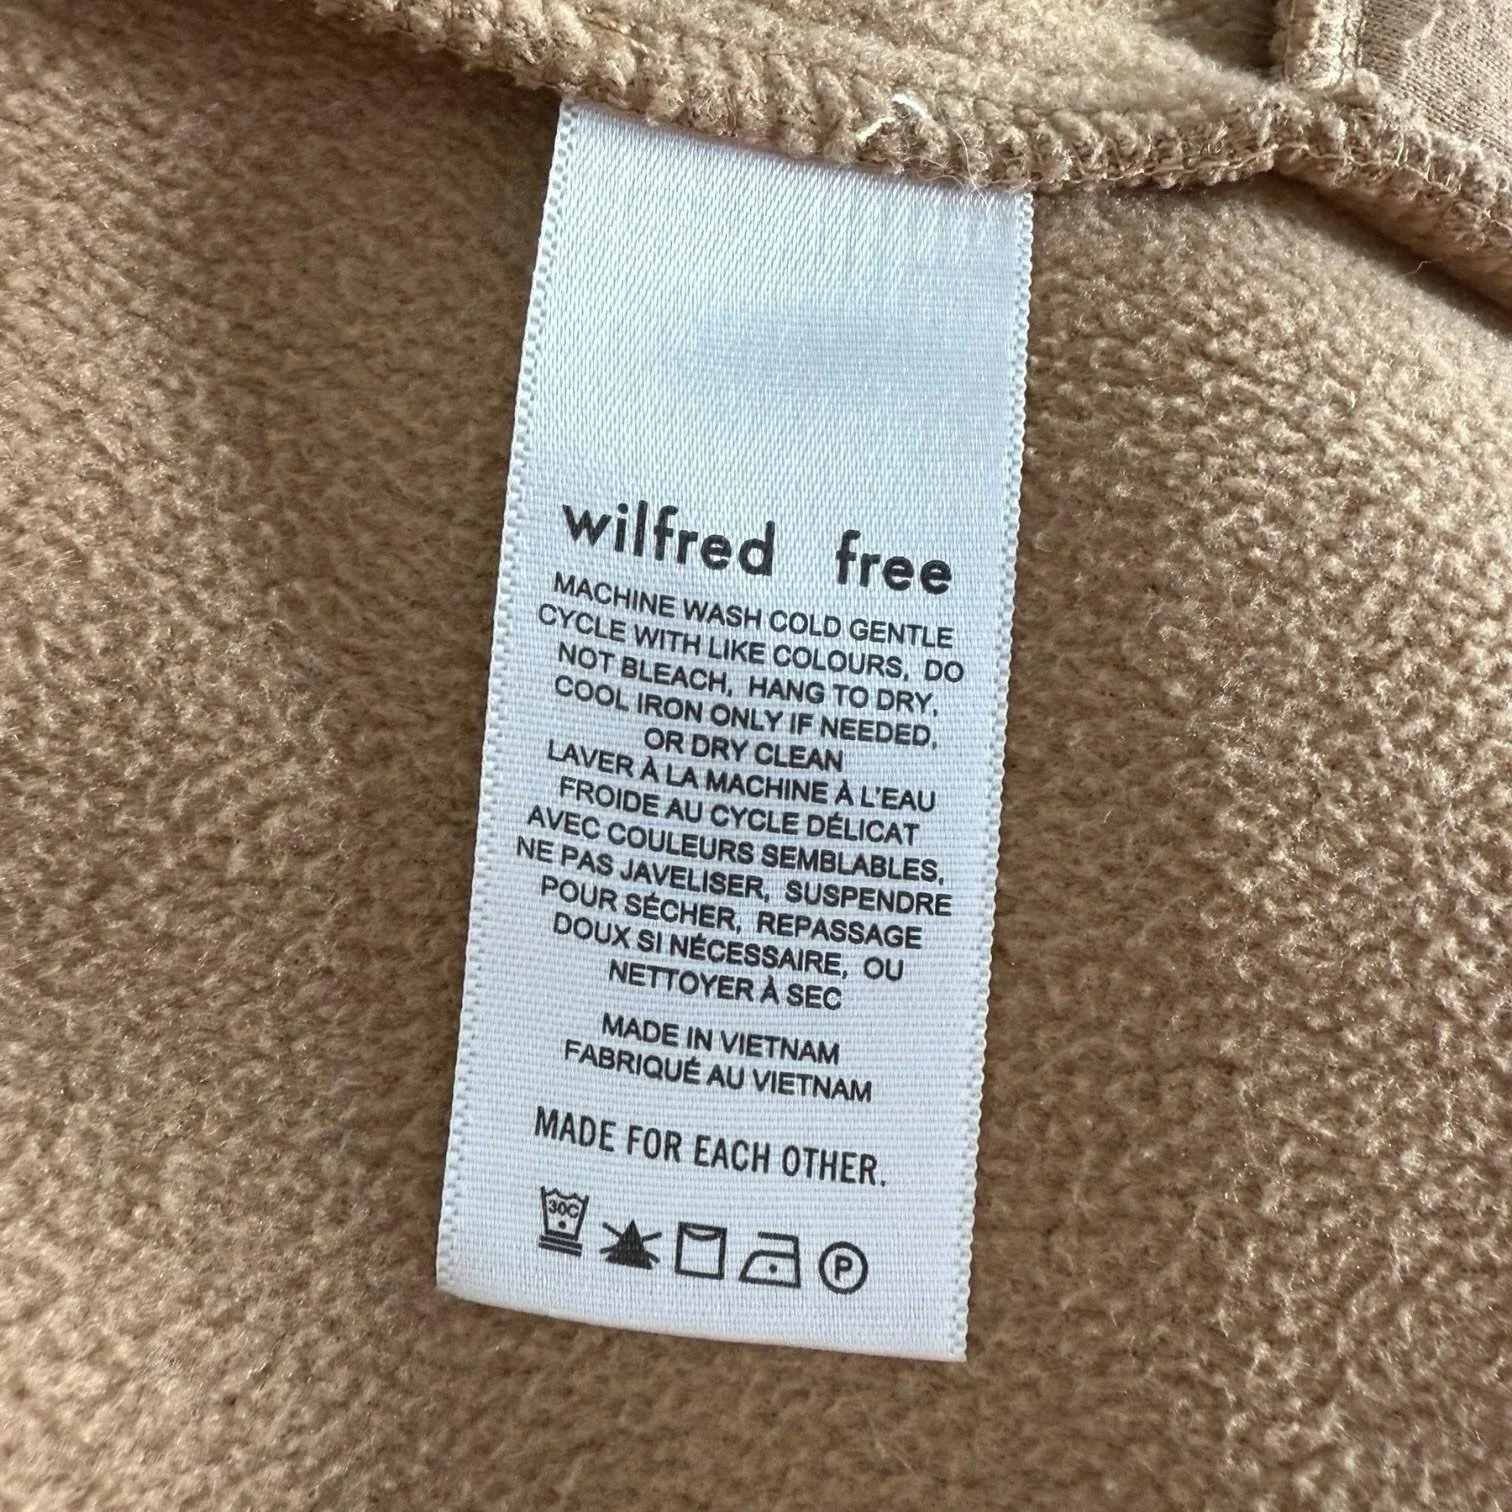 wilfred free
MACHINE WASH COLD GENTLE
CYCLE WITH LIKE COLOURS, DO
NOT BLEACH, HANG TO DRY,
COOL IRON ONLY IF NEEDED,
OR DRY CLEAN
LAVER À LA MACHINE À L'EAU
FROIDE AU CYCLE DÉLICAT
AVEC COULEURS SEMBLABLES,
NE PAS JAVELISER, SUSPENDRE
POUR SÉCHER, REPASSAGE
DOUX SI NÉCESSAIRE, OU
NETTOYER À SEC
MADE IN VIETNAM
FABRIQUÉ AU VIETNAM
MADE FOR EACH OTHER.
30C P